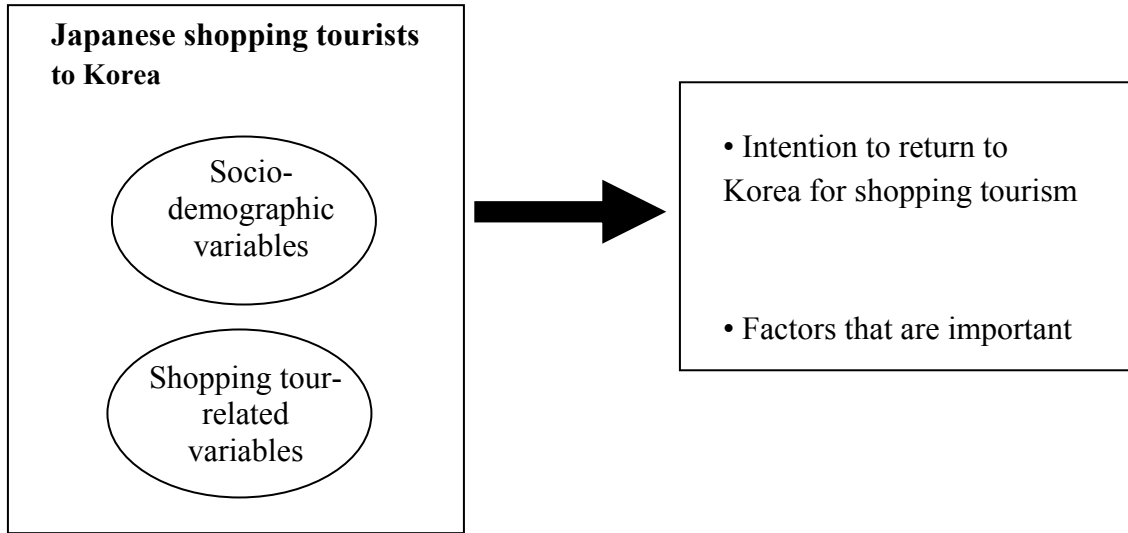 Japanese shopping tourists
to Korea
Socio-
demographic
variables
Shopping tour-
related
variables
• Intention to return to
Korea for shopping tourism
• Factors that are important